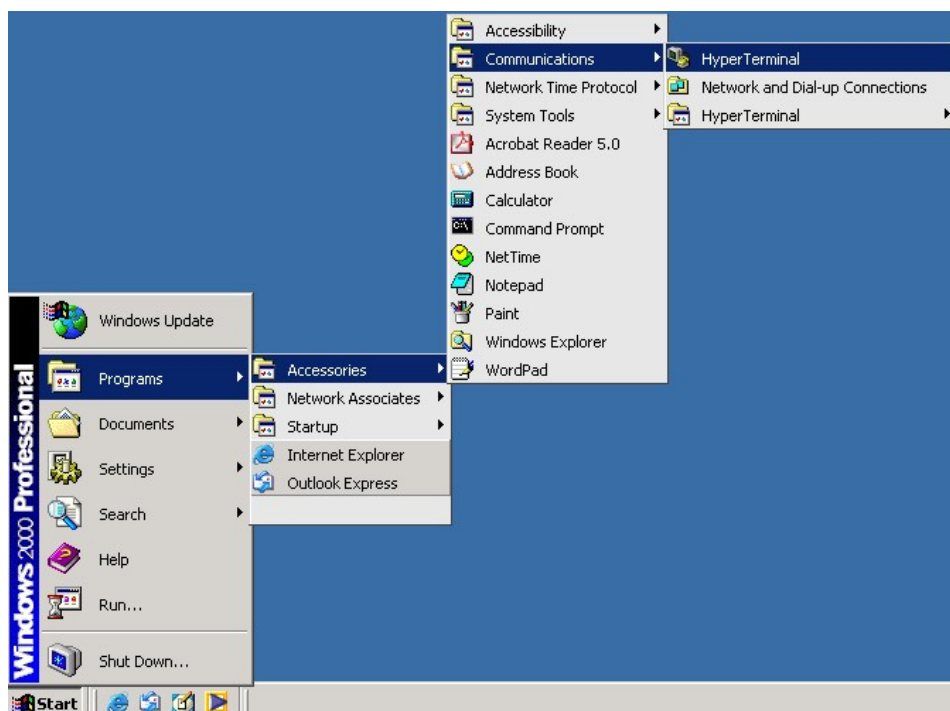 Accessibility
Communications
Network Time Protocol
System Tools
Acrobat Reader 5.0
Address Book
Calculator
Command Prompt
NetTime
Notepad
Paint
Windows Explorer
WordPad
HyperTerminal
Network and Dial-up Connections
HyperTerminal
Windows 2000 Professional
Windows Update
Programs
Documents
Settings
Search
Help
Run...
Shut Down...
Accessories
Network Associates
Startup
Internet Explorer
Outlook Express
Start